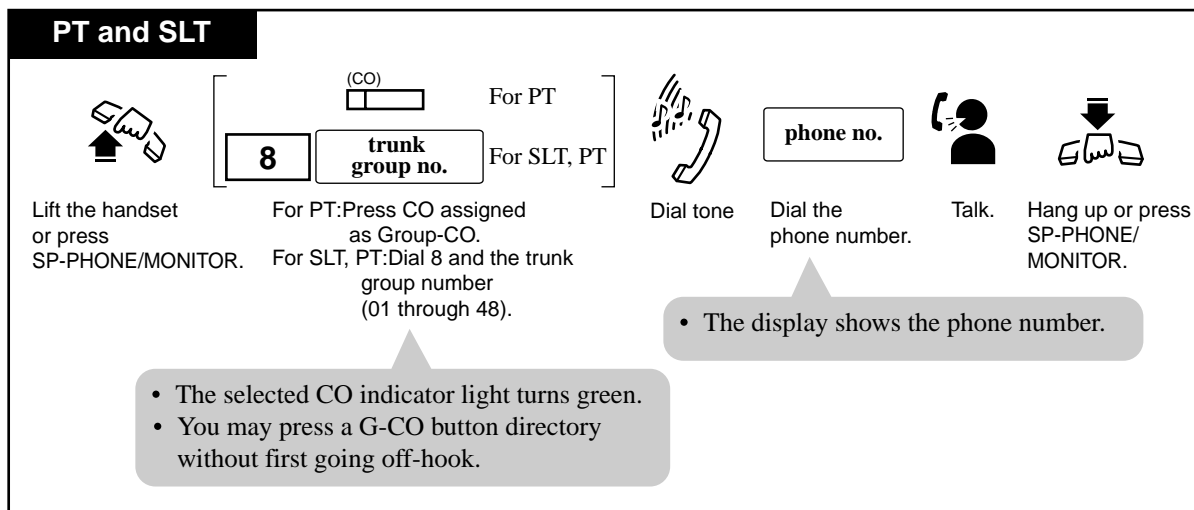 PT and SLT
(CO)
For PT
8
trunk
group no.
For SLT, PT
phone no.
Lift the handset
or press
SP-PHONE/MONITOR.
For PT:Press CO assigned
as Group-CO.
For SLT, PT:Dial 8 and the trunk
group number
(01 through 48).
Dial tone
Dial the
phone number.
Talk.
Hang up or press
SP-PHONE/
MONITOR.
• The display shows the phone number.
• The selected CO indicator light turns green.
• You may press a G-CO button directory
without first going off-hook.